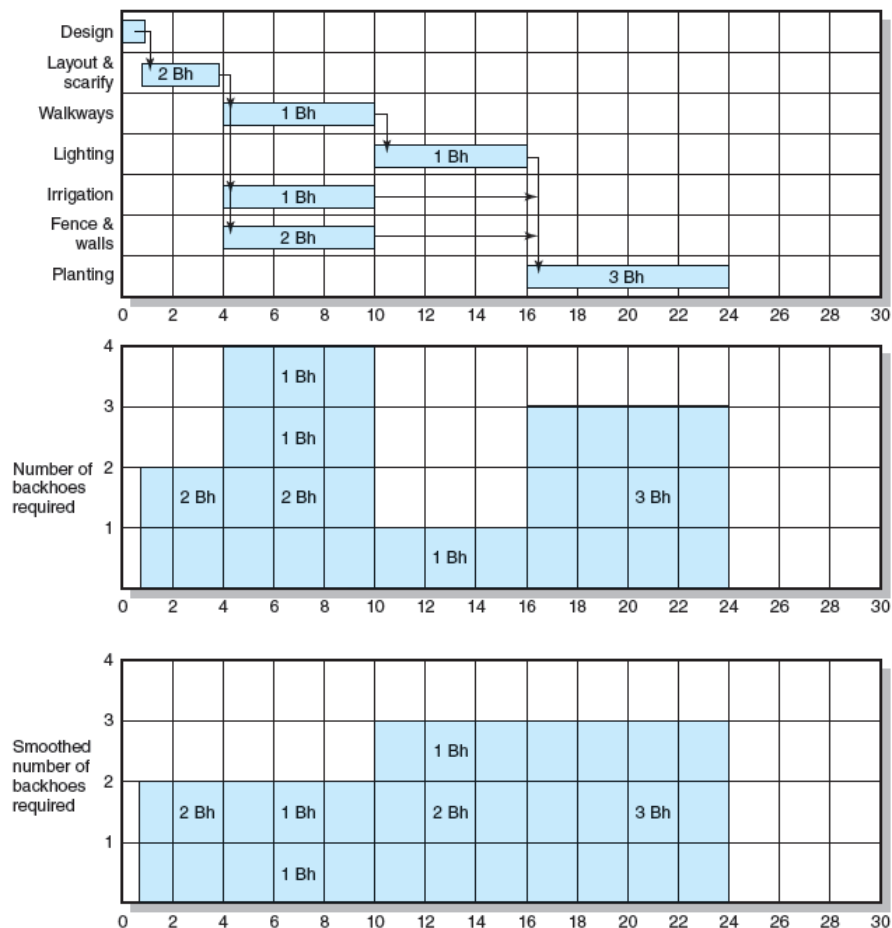 Design
Layout &
scarify
2 Bh
Walkways
1 Bh
Lighting
1 Bh
Irrigation
1 Bh
Fence &
walls
2 Bh
Planting
3 Bh
0 2 4 6 8 10 12 14 16 18 20 22 24 26 28 30
4
1 Bh
3
1 Bh
Number of
backhoes
required
2
2 Bh 2 Bh 3 Bh
1
1 Bh
0 2 4 6 8 10 12 14 16 18 20 22 24 26 28 30
4
3
1 Bh
Smoothed
number of
backhoes
required
2
2 Bh 1 Bh 2 Bh 3 Bh
1
1 Bh
0 2 4 6 8 10 12 14 16 18 20 22 24 26 28 30